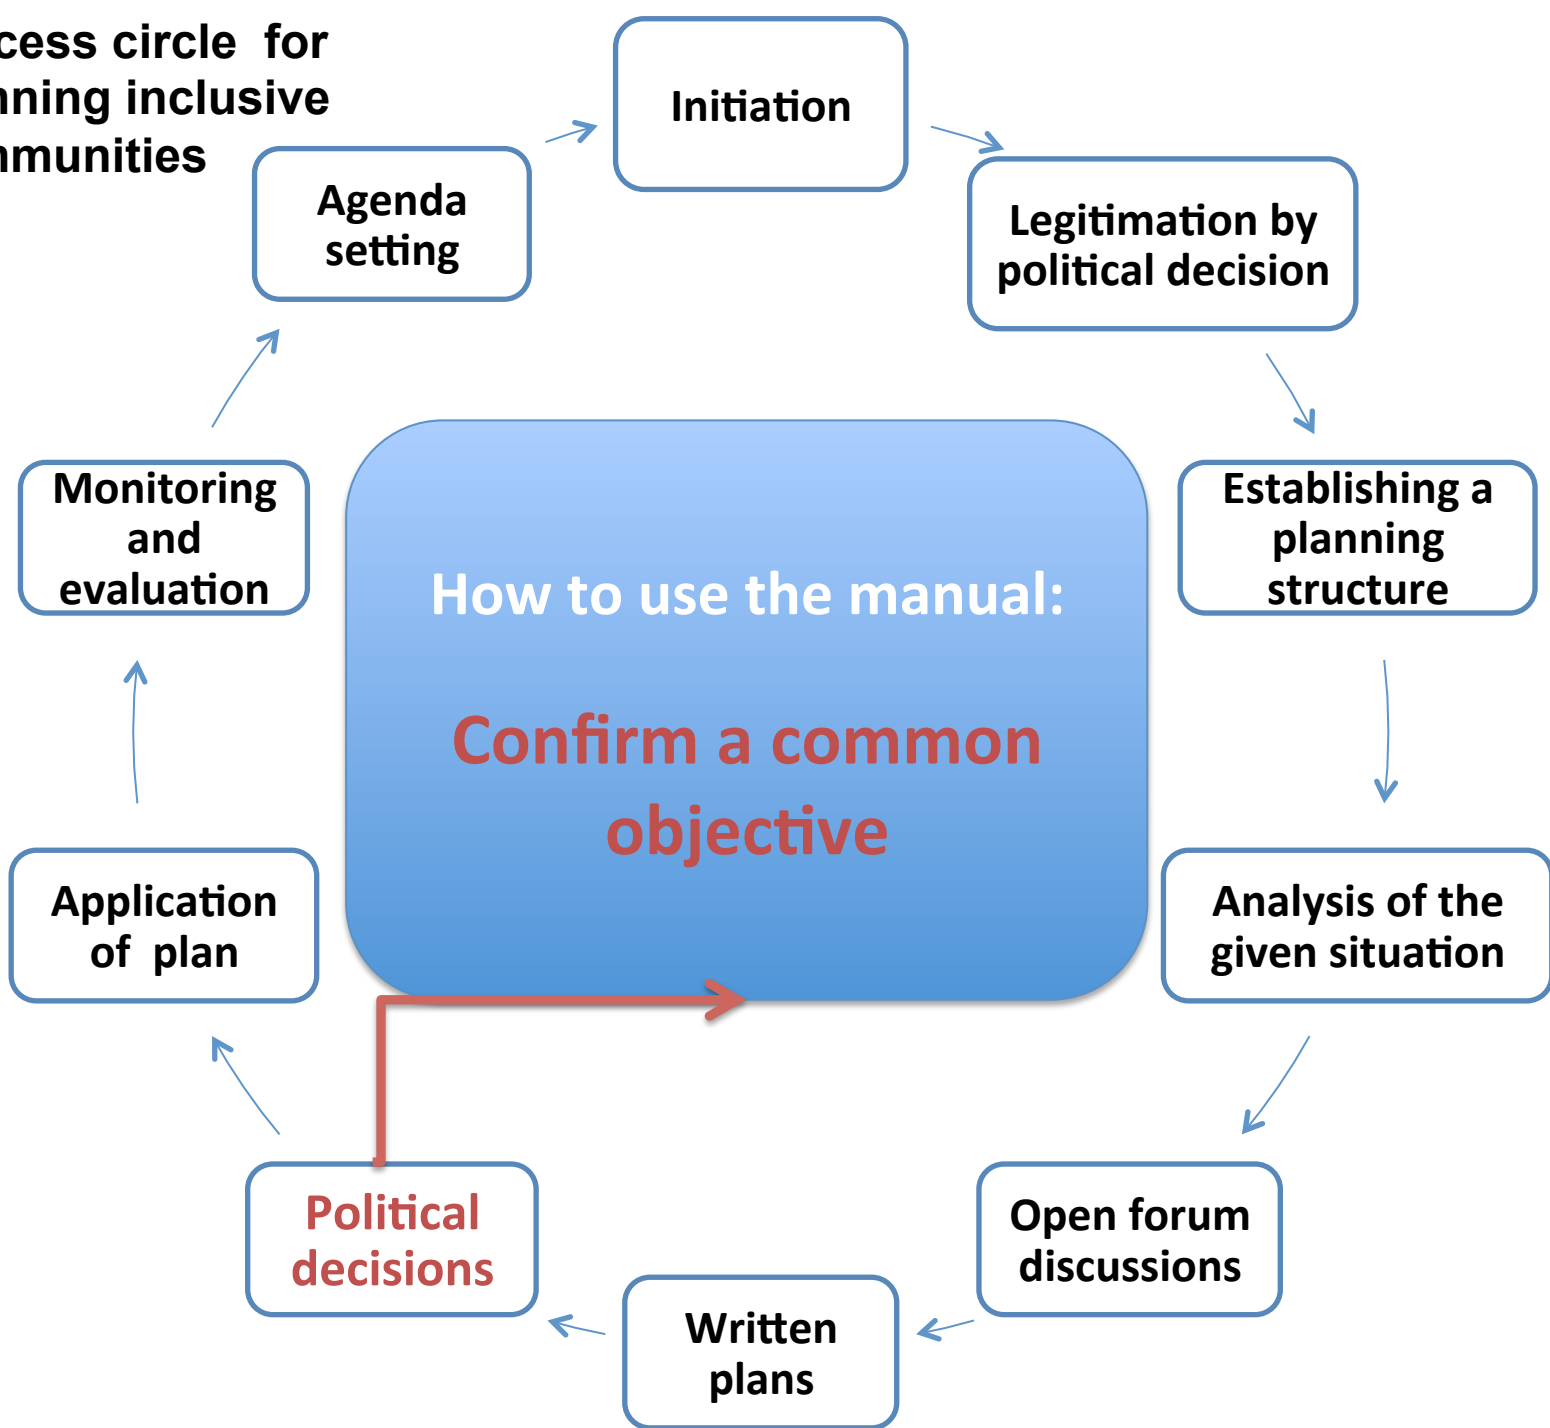 cess circle for
nning inclusive
mmunities
Initiation
Agenda
setting
Legitimation by
political decision
Monitoring
and
evaluation
Establishing a
planning
structure
How to use the manual:
Confirm a common
objective
Application
of plan
Analysis of the
given situation
Political
decisions
Open forum
discussions
Written
plans